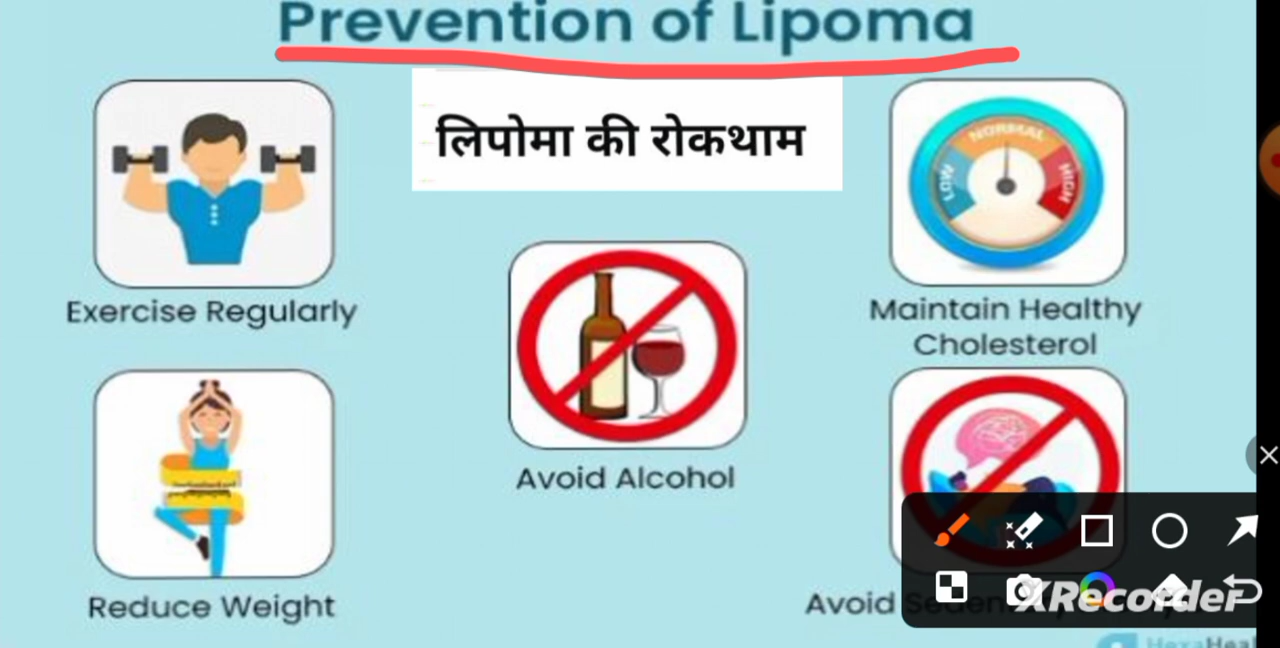 Prevention of Lipoma
लिपोमा की रोकथाम
LOW NORMAL HIGH
Exercise Regularly
Maintain Healthy
Cholesterol
Avoid Alcohol
Reduce Weight
Avoid
XRecorder